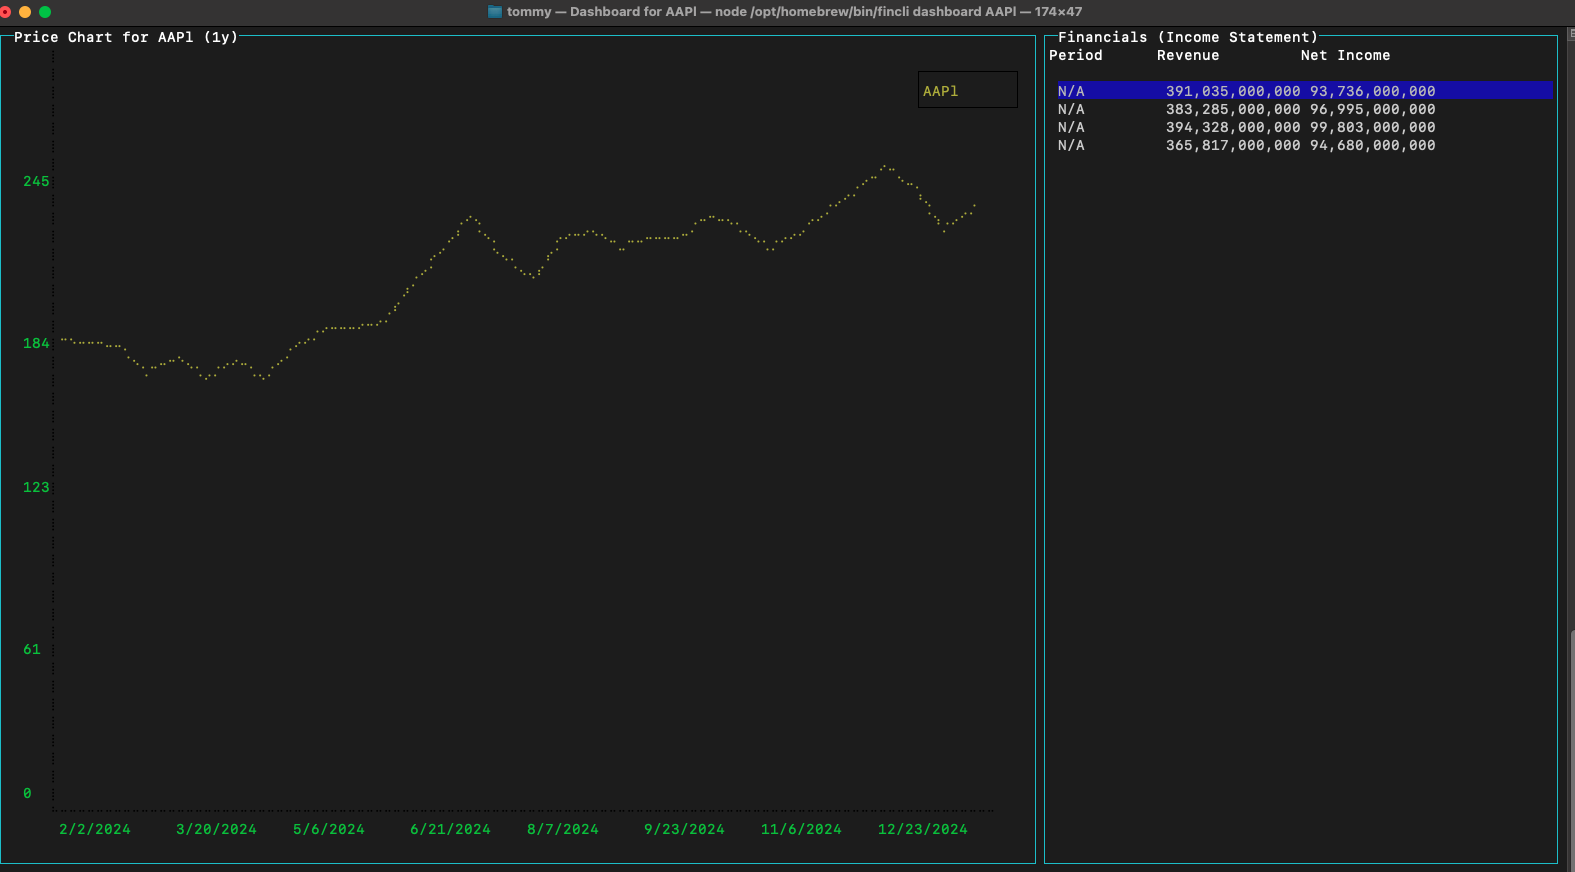 tommy — Dashboard for AAPl — node /opt/homebrew/bin/fincli dashboard AAPl — 174×47
Price Chart for AAPl (1y)
AAPl
245
184
123
61
0
2/2/2024 3/20/2024 5/6/2024 6/21/2024 8/7/2024 9/23/2024 11/6/2024 12/23/2024
Financials (Income Statement)
Period Revenue Net Income
N/A 391,035,000,000 93,736,000,000
N/A 383,285,000,000 96,995,000,000
N/A 394,328,000,000 99,803,000,000
N/A 365,817,000,000 94,680,000,000